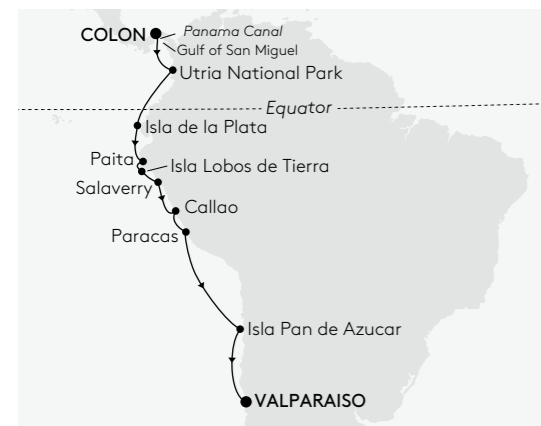 COLON
Panama Canal
Gulf of San Miguel
Utria National Park
Equator
Isla de la Plata
Paita
Isla Lobos de Tierra
Salaverry
Callao
Paracas
Isla Pan de Azucar
VALPARAISO